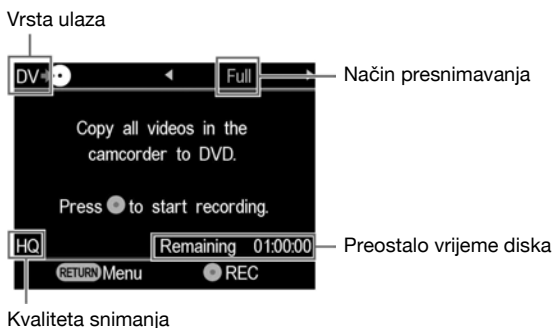 Vrsta ulaza
DV Full
Način presnimavanja
Copy all videos in the
camcorder to DVD.
Press to start recording.
HQ Remaining 01:00:00
Preostalo vrijeme diska
RETURN Menu REC
Kvaliteta snimanja